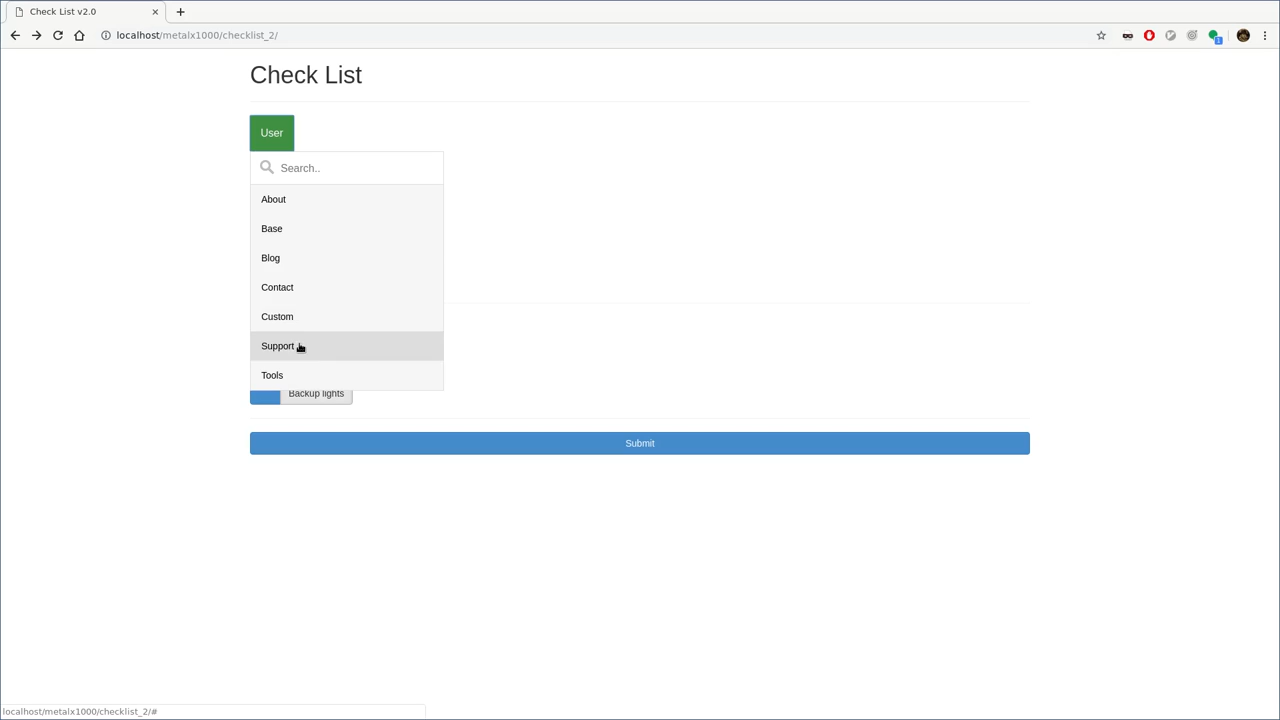 Check List v2.0
localhost/metalx1000/checklist_2/
1
Check List
User
Search..
About
Base
Blog
Contact
Custom
Support
Tools
Backup lights
Submit
localhost/metalx1000/checklist_2/#